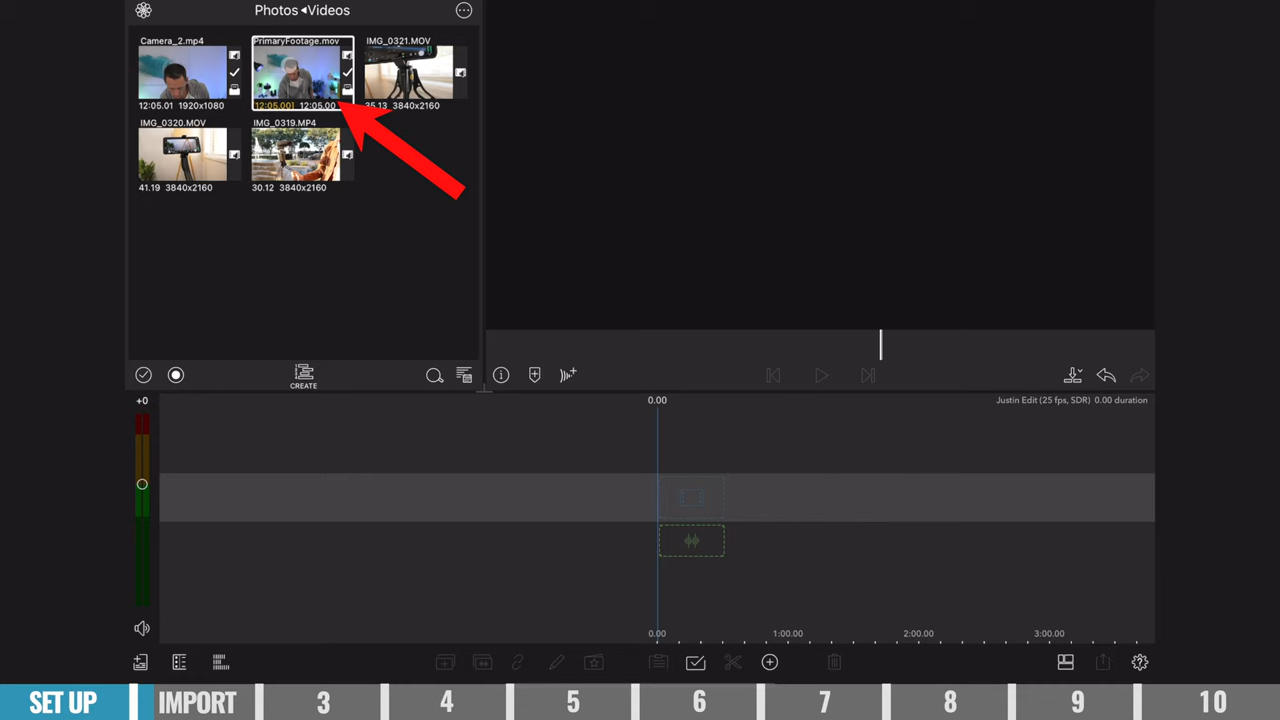 Photos ◂Videos
Camera_2.mp4
12:05.01 1920x1080
PrimaryFootage.mov
12:05.00] 12:05.00
IMG_0321.MOV
35.13 3840x2160
IMG_0320.MOV
41.19 3840x2160
IMG_0319.MP4
30.12 3840x2160
CREATE
+0
0.00
Justin Edit (25 fps, SDR) 0.00 duration
0.00 1:00.00 2:00.00 3:00.00
SET UP IMPORT 3 4 5 6 7 8 9 10